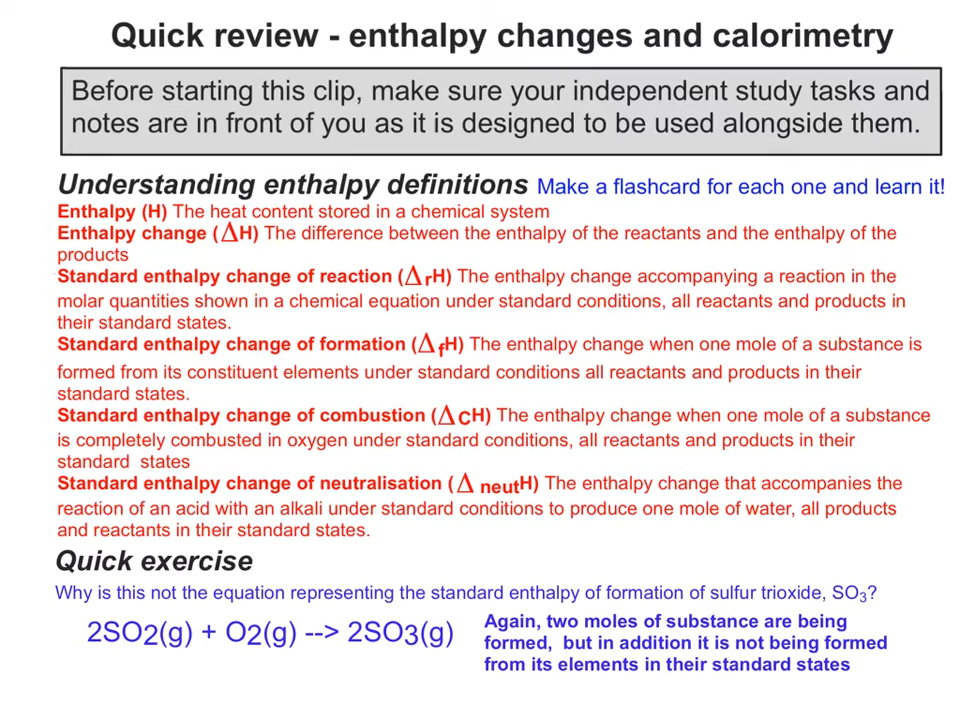 Quick review - enthalpy changes and calorimetry
Before starting this clip, make sure your independent study tasks and
notes are in front of you as it is designed to be used alongside them.
Understanding enthalpy definitions Make a flashcard for each one and learn it!
Enthalpy (H) The heat content stored in a chemical system
Enthalpy change (ΔH) The difference between the enthalpy of the reactants and the enthalpy of the
products
Standard enthalpy change of reaction (ΔrH) The enthalpy change accompanying a reaction in the
molar quantities shown in a chemical equation under standard conditions, all reactants and products in
their standard states.
Standard enthalpy change of formation (ΔfH) The enthalpy change when one mole of a substance is
formed from its constituent elements under standard conditions all reactants and products in their
standard states.
Standard enthalpy change of combustion (ΔCH) The enthalpy change when one mole of a substance
is completely combusted in oxygen under standard conditions, all reactants and products in their
standard states
Standard enthalpy change of neutralisation (Δ neutH) The enthalpy change that accompanies the
reaction of an acid with an alkali under standard conditions to produce one mole of water, all products
and reactants in their standard states.
Quick exercise
Why is this not the equation representing the standard enthalpy of formation of sulfur trioxide, SO3?
2SO2(g) + O2(g) --> 2SO3(g)
Again, two moles of substance are being
formed, but in addition it is not being formed
from its elements in their standard states